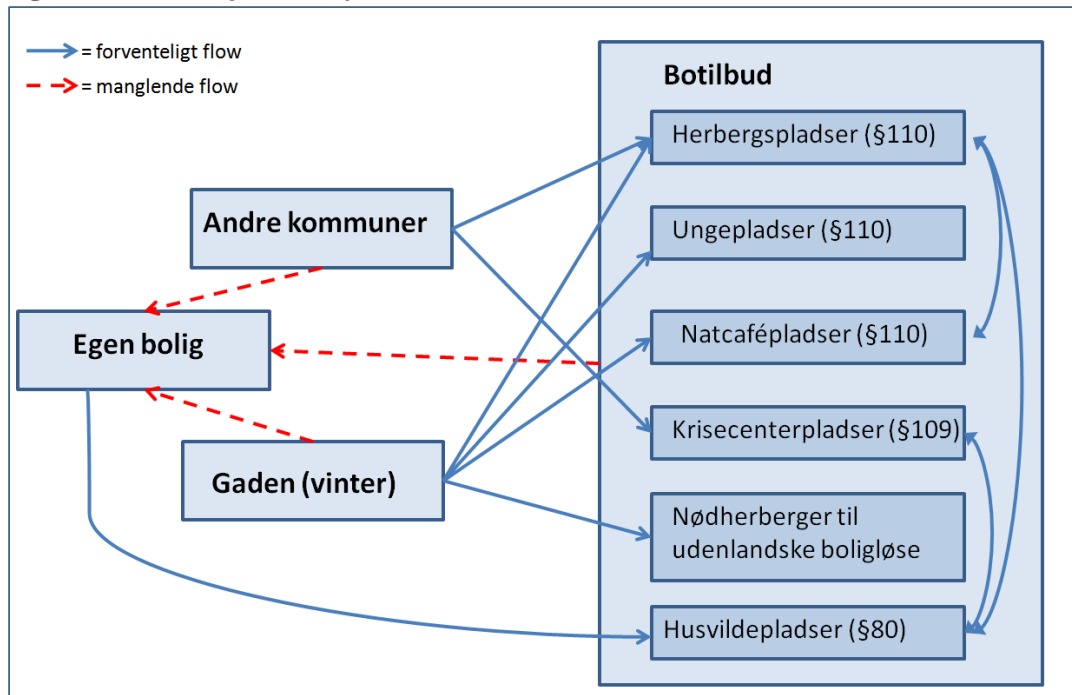 = forventeligt flow
= manglende flow
Botilbud
Herbergspladser (§110)
Andre kommuner
Ungepladser (§110)
Egen bolig
Natcafépladser (§110)
Krisecenterpladser (§109)
Gaden (vinter)
Nødherberger til
udenlandske boligløse
Husvildepladser (§80)